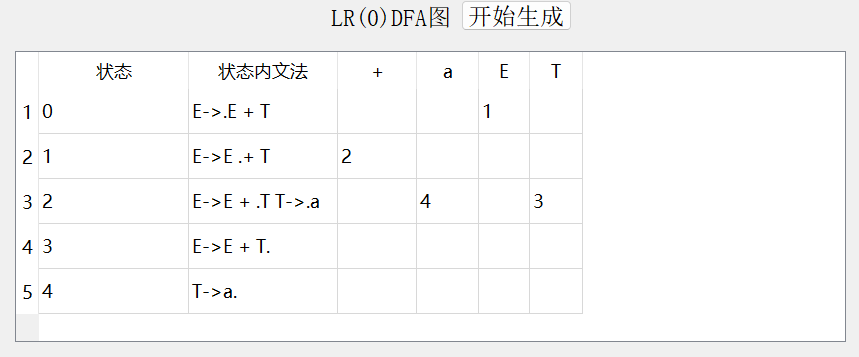 LR(0)DFA图 开始生成
状态 状态内文法 + a E T
1 0 E->.E + T 1
2 1 E->E .+ T 2
3 2 E->E + .T T->.a 4 3
4 3 E->E + T.
5 4 T->a.